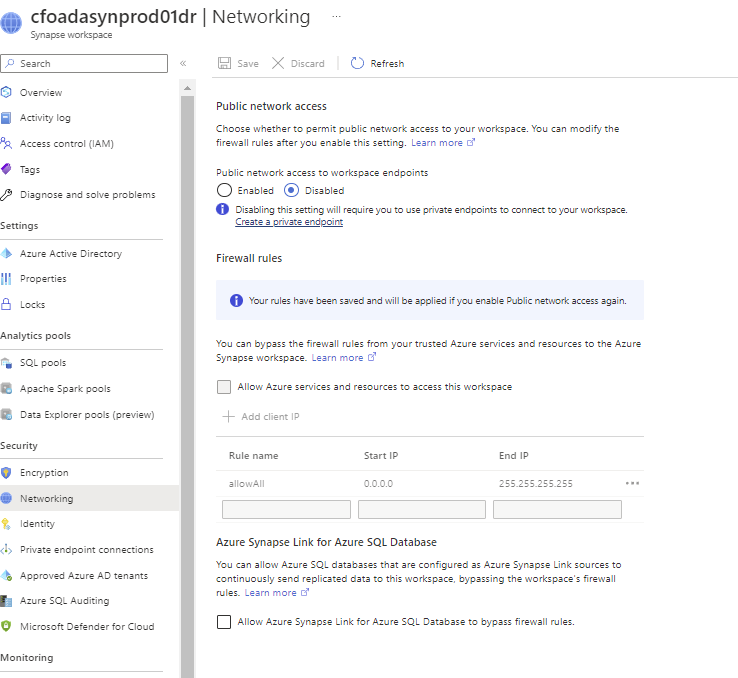 cfoadasynprod01dr | Networking ...
Synapse workspace
Search
«
Save
Discard
Refresh
Overview
Activity log
Access control (IAM)
Tags
Diagnose and solve problems
Settings
Azure Active Directory
Properties
Locks
Analytics pools
SQL pools
Apache Spark pools
Data Explorer pools (preview)
Security
Encryption
Networking
Identity
Private endpoint connections
Approved Azure AD tenants
Azure SQL Auditing
Microsoft Defender for Cloud
Monitoring
Public network access
Choose whether to permit public network access to your workspace. You can modify the
firewall rules after you enable this setting. Learn more
Public network access to workspace endpoints
Enabled Disabled
Disabling this setting will require you to use private endpoints to connect to your workspace.
Create a private endpoint
Firewall rules
Your rules have been saved and will be applied if you enable Public network access again.
You can bypass the firewall rules from your trusted Azure services and resources to the Azure
Synapse workspace. Learn more
Allow Azure services and resources to access this workspace
Add client IP
Rule name Start IP End IP
allowAll 0.0.0.0 255.255.255.255 ...
Azure Synapse Link for Azure SQL Database
You can allow Azure SQL databases that are configured as Azure Synapse Link sources to
continuously send replicated data to this workspace, bypassing the workspace's firewall
rules. Learn more
Allow Azure Synapse Link for Azure SQL Database to bypass firewall rules.